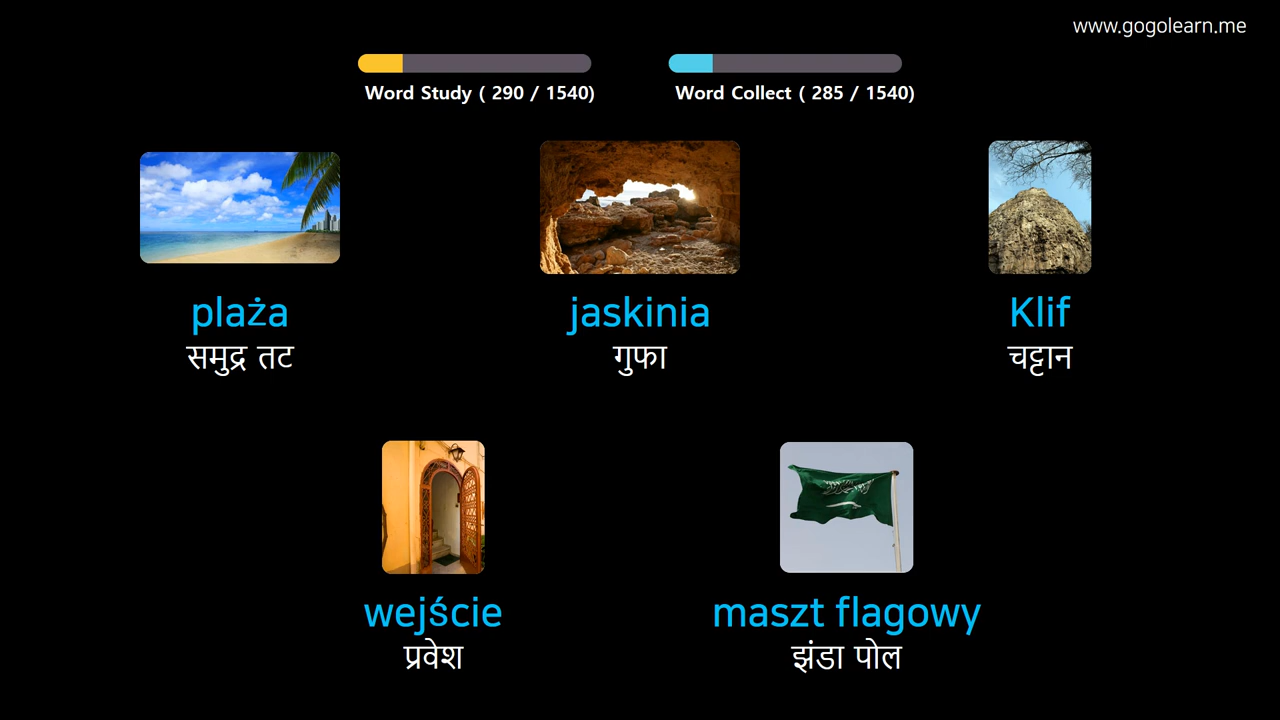 www.gogolearn.me
Word Study ( 290 / 1540)
Word Collect ( 285 / 1540)
plaża
समुद्र तट
jaskinia
गुफा
Klif
चट्टान
wejście
प्रवेश
maszt flagowy
झंडा पोल